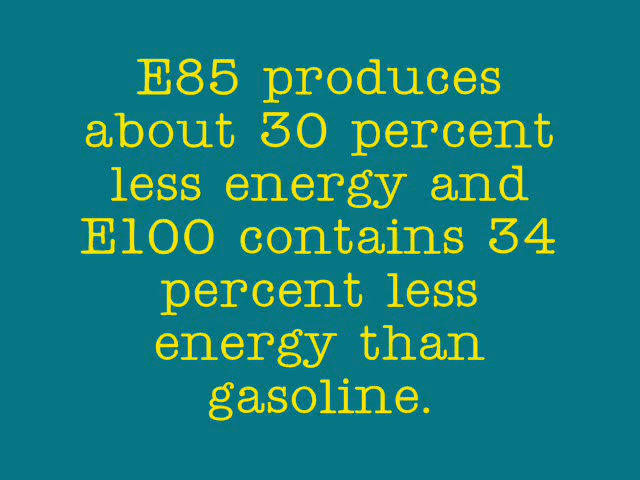 E85 produces
about 30 percent
less energy and
E100 contains 34
percent less
energy than
gasoline.